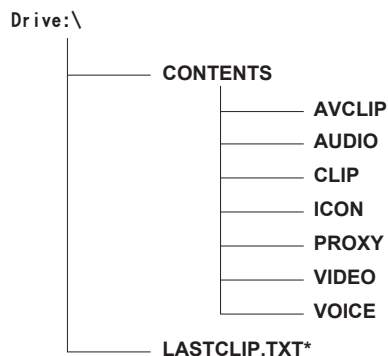 Drive:\
CONTENTS
AVCLIP
AUDIO
CLIP
ICON
PROXY
VIDEO
VOICE
LASTCLIP.TXT*